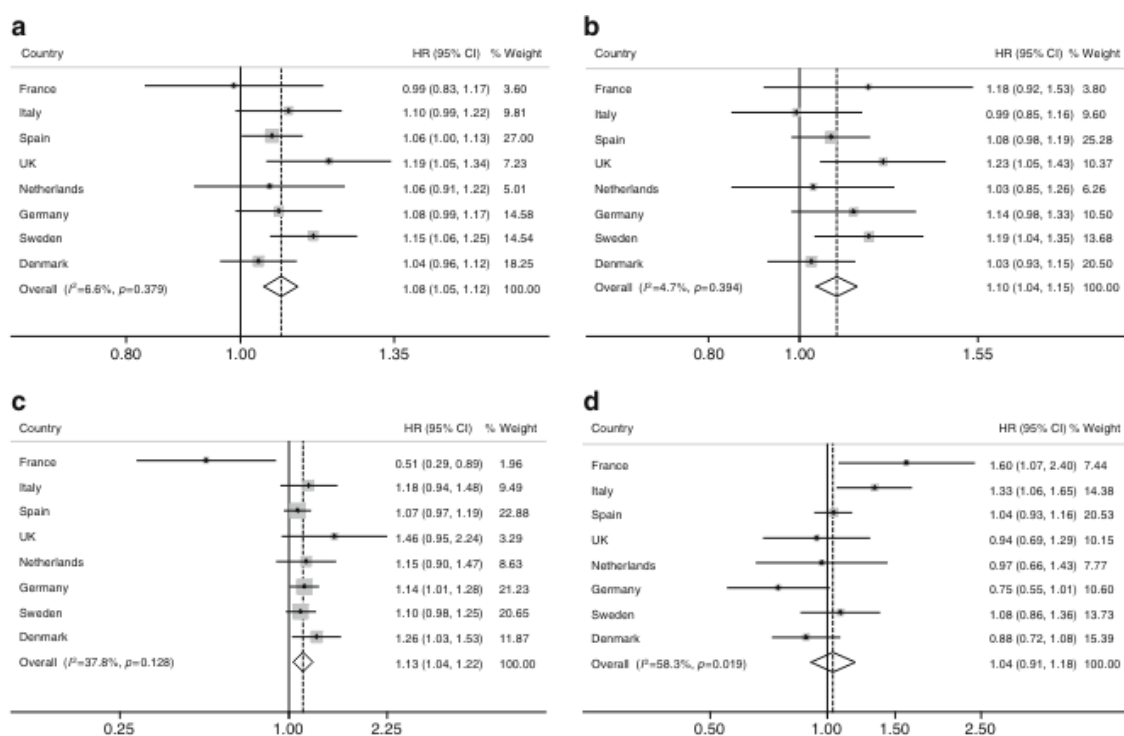 a
Country HR (95% CI) % Weight
France 0.99 (0.83, 1.17) 3.60
Italy 1.10 (0.99, 1.22) 9.81
Spain 1.06 (1.00, 1.13) 27.00
UK 1.19 (1.05, 1.34) 7.23
Netherlands 1.06 (0.91, 1.22) 5.01
Germany 1.08 (0.99, 1.17) 14.58
Sweden 1.15 (1.06, 1.25) 14.54
Denmark 1.04 (0.96, 1.12) 18.25
Overall (I²=6.6%, p=0.379) 1.08 (1.05, 1.12) 100.00
0.80 1.00 1.35
b
Country HR (95% CI) % Weight
France 1.18 (0.92, 1.53) 3.80
Italy 0.99 (0.85, 1.16) 9.60
Spain 1.08 (0.98, 1.19) 25.28
UK 1.23 (1.05, 1.43) 10.37
Netherlands 1.03 (0.85, 1.26) 6.26
Germany 1.14 (0.98, 1.33) 10.50
Sweden 1.19 (1.04, 1.35) 13.68
Denmark 1.03 (0.93, 1.15) 20.50
Overall (I²=4.7%, p=0.394) 1.10 (1.04, 1.15) 100.00
0.80 1.00 1.55
c
Country HR (95% CI) % Weight
France 0.51 (0.29, 0.89) 1.96
Italy 1.18 (0.94, 1.48) 9.49
Spain 1.07 (0.97, 1.19) 22.88
UK 1.46 (0.95, 2.24) 3.29
Netherlands 1.15 (0.90, 1.47) 8.63
Germany 1.14 (1.01, 1.28) 21.23
Sweden 1.10 (0.98, 1.25) 20.65
Denmark 1.26 (1.03, 1.53) 11.87
Overall (I²=37.8%, p=0.128) 1.13 (1.04, 1.22) 100.00
0.25 1.00 2.25
d
Country HR (95% CI) % Weight
France 1.60 (1.07, 2.40) 7.44
Italy 1.33 (1.06, 1.65) 14.38
Spain 1.04 (0.93, 1.16) 20.53
UK 0.94 (0.69, 1.29) 10.15
Netherlands 0.97 (0.66, 1.43) 7.77
Germany 0.75 (0.55, 1.01) 10.60
Sweden 1.08 (0.86, 1.36) 13.73
Denmark 0.88 (0.72, 1.08) 15.39
Overall (I²=58.3%, p=0.019) 1.04 (0.91, 1.18) 100.00
0.50 1.00 1.50 2.50